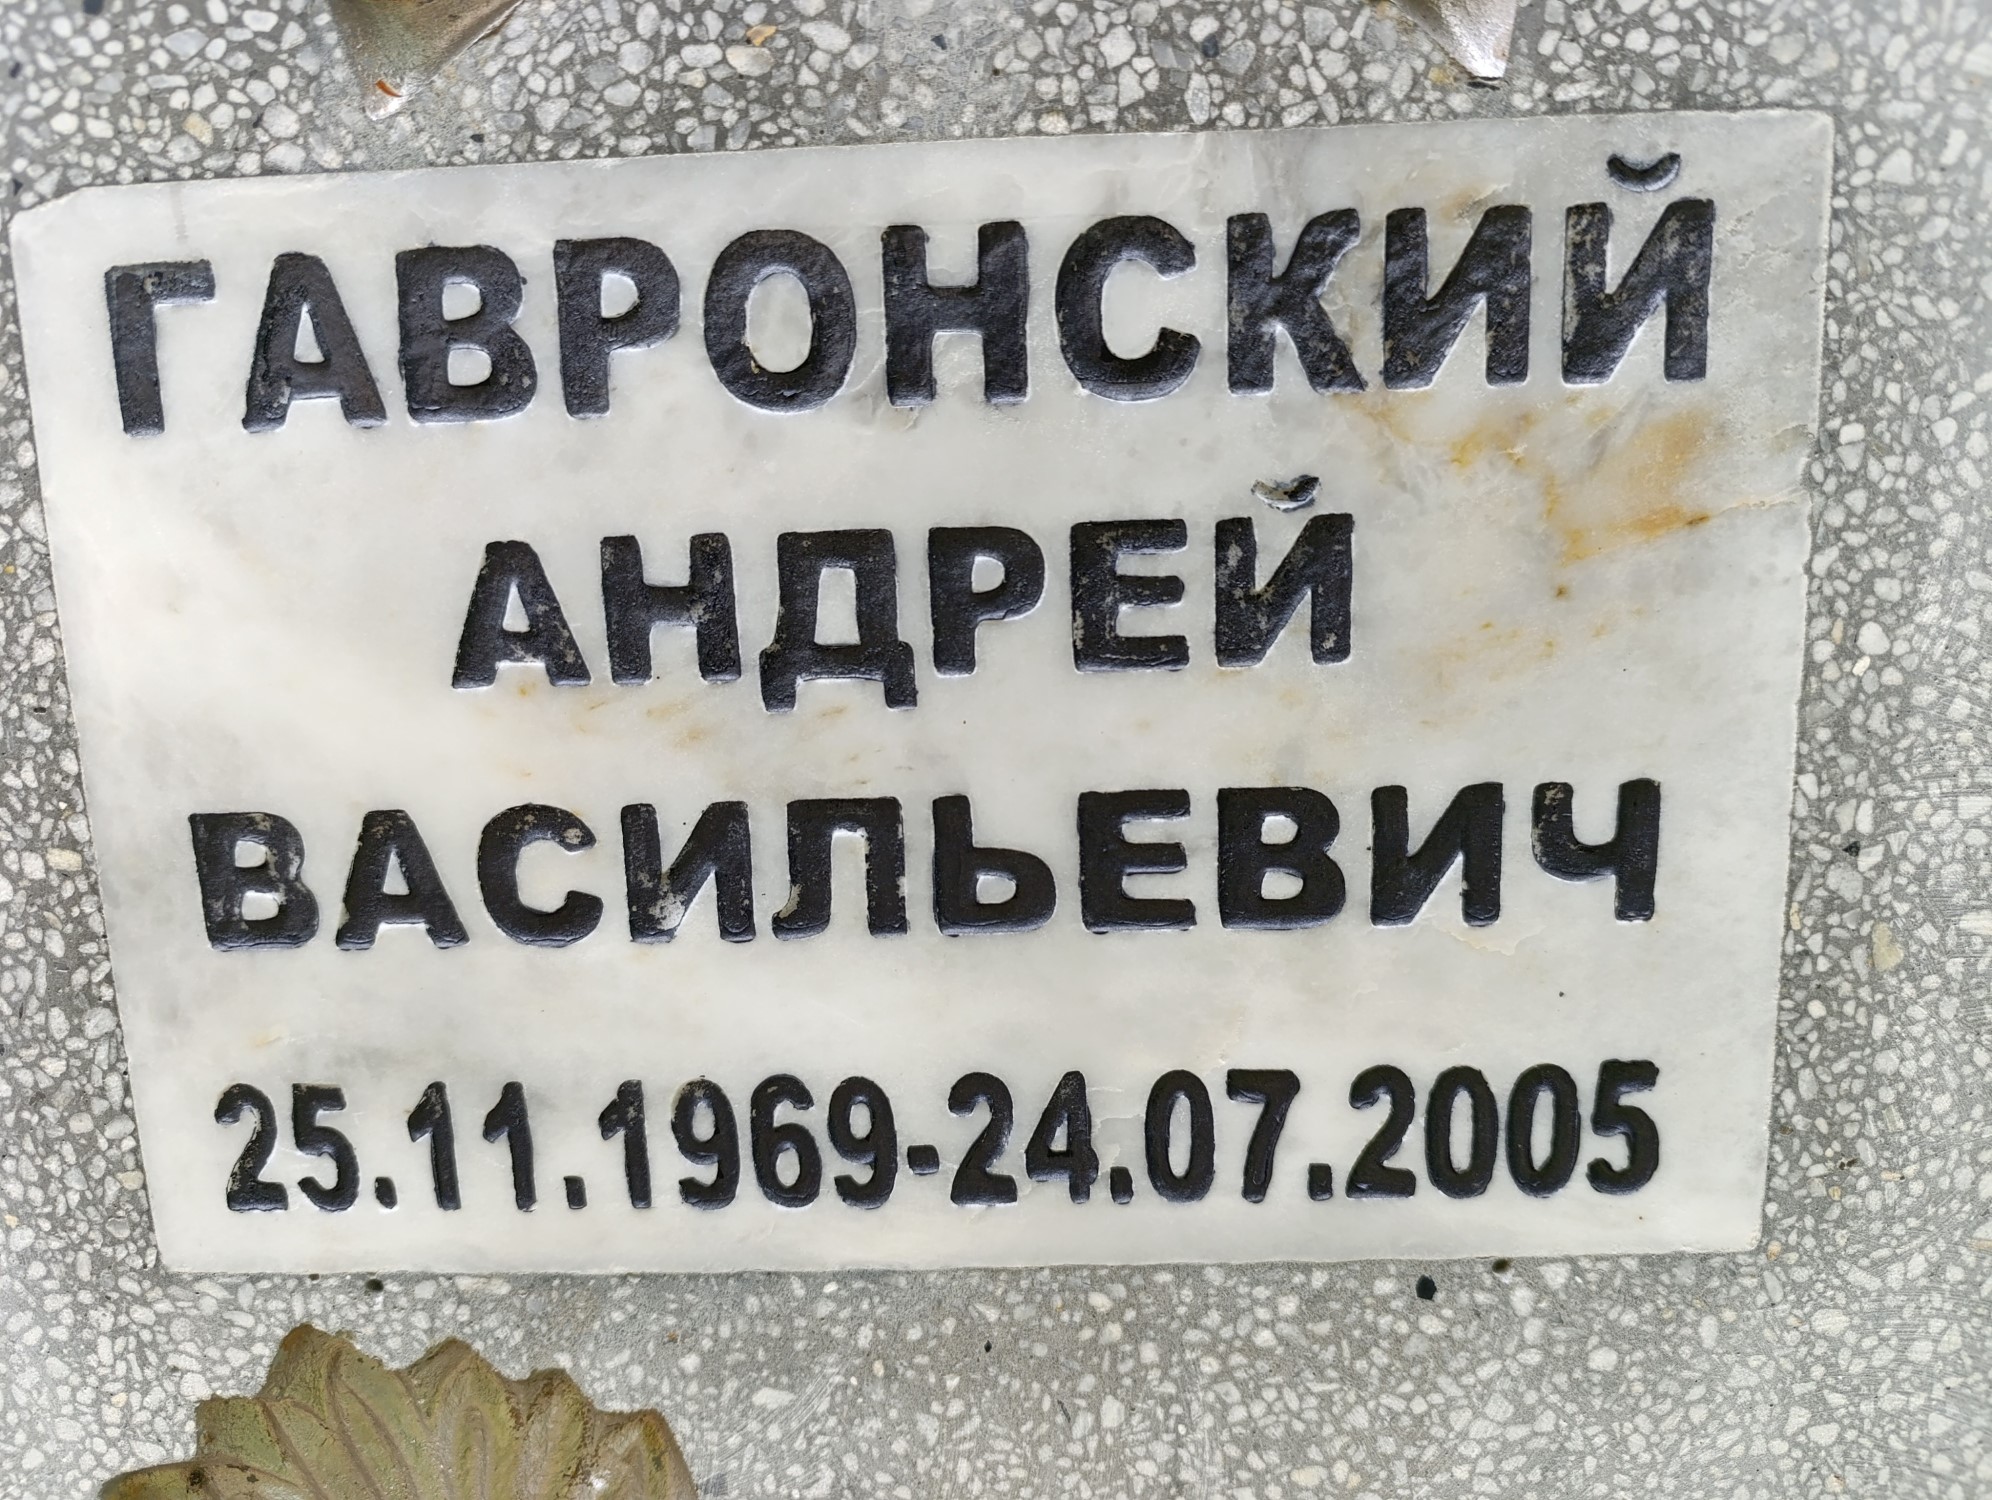 ГАВРОНСКИЙ
АНДРЕЙ
ВАСИЛЬЕВИЧ
25.11.1969-24.07.2005